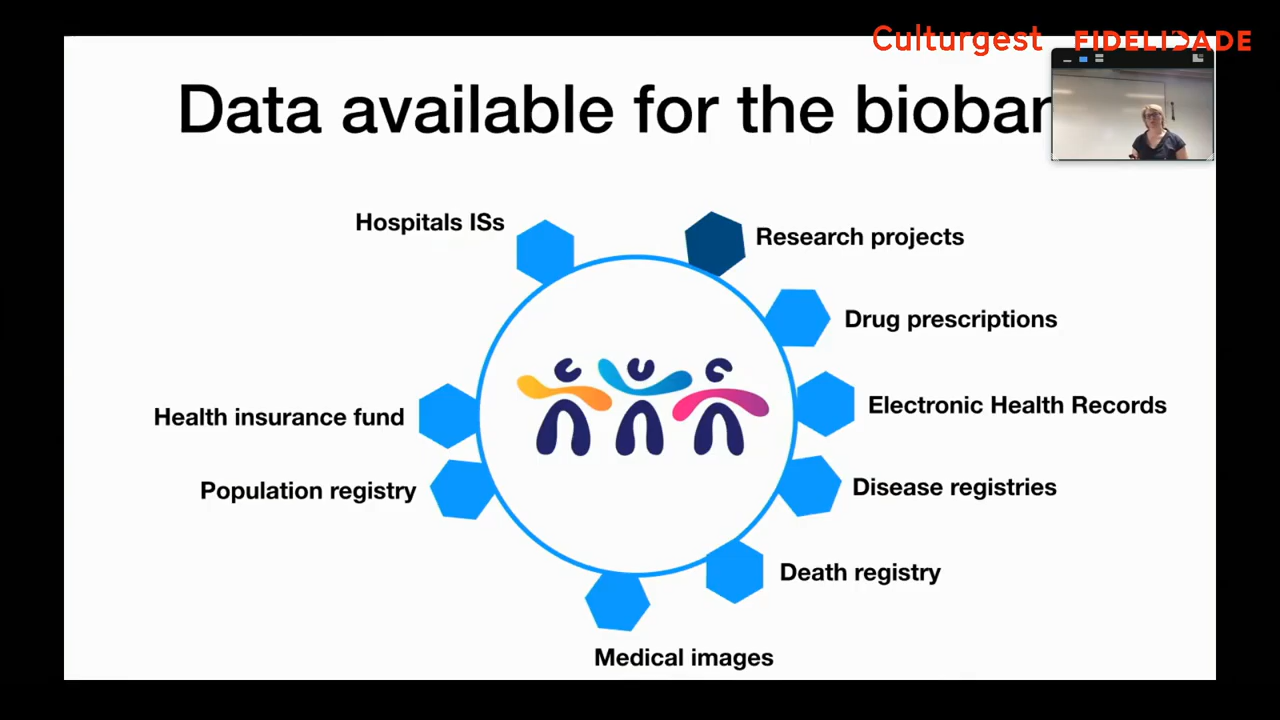 Culturgest FIDELIDADE
Data available for the bioban
Hospitals ISs
Research projects
Drug prescriptions
Health insurance fund
Electronic Health Records
Population registry
Disease registries
Death registry
Medical images